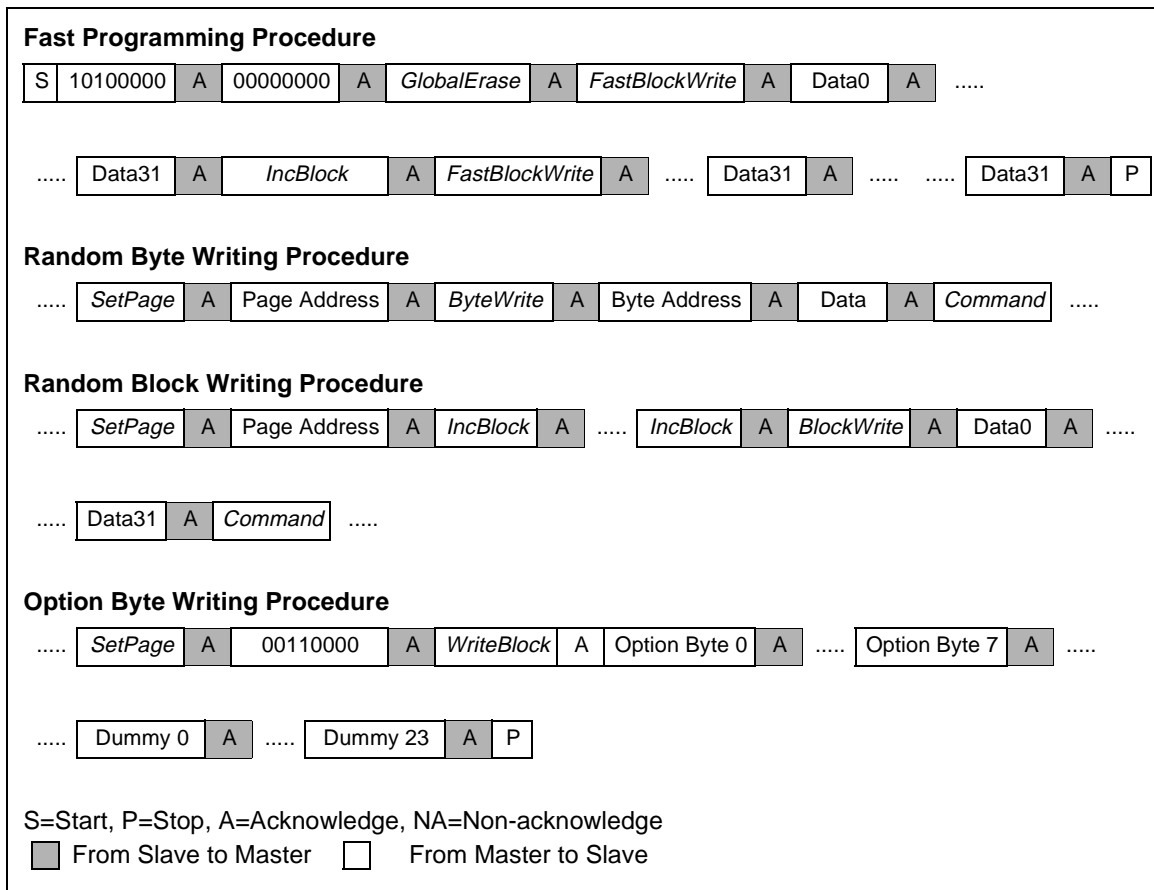 Fast Programming Procedure
S 10100000 A 00000000 A GlobalErase A FastBlockWrite A Data0 A .....
..... Data31 A IncBlock A FastBlockWrite A ..... Data31 A ..... ..... Data31 A P
Random Byte Writing Procedure
..... SetPage A Page Address A ByteWrite A Byte Address A Data A Command .....
Random Block Writing Procedure
..... SetPage A Page Address A IncBlock A ..... IncBlock A BlockWrite A Data0 A .....
..... Data31 A Command .....
Option Byte Writing Procedure
..... SetPage A 00110000 A WriteBlock A Option Byte 0 A ..... Option Byte 7 A .....
..... Dummy 0 A ..... Dummy 23 A P
S=Start, P=Stop, A=Acknowledge, NA=Non-acknowledge
From Slave to Master From Master to Slave